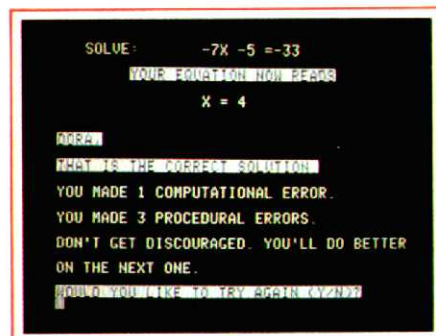 SOLVE: -7X -5 =-33
YOUR EQUATION NOW READS
X = 4
DORA,
THAT IS THE CORRECT SOLUTION.
YOU MADE 1 COMPUTATIONAL ERROR.
YOU MADE 3 PROCEDURAL ERRORS.
DON'T GET DISCOURAGED. YOU'LL DO BETTER
ON THE NEXT ONE.
WOULD YOU LIKE TO TRY AGAIN (Y/N)?